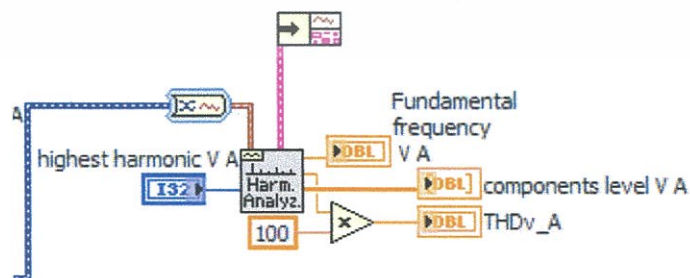 A
Fundamental
frequency
DBL V A
highest harmonic V A
I32
Harm.
Analyz.
DBL components level V A
100
x
DBL THDv_A